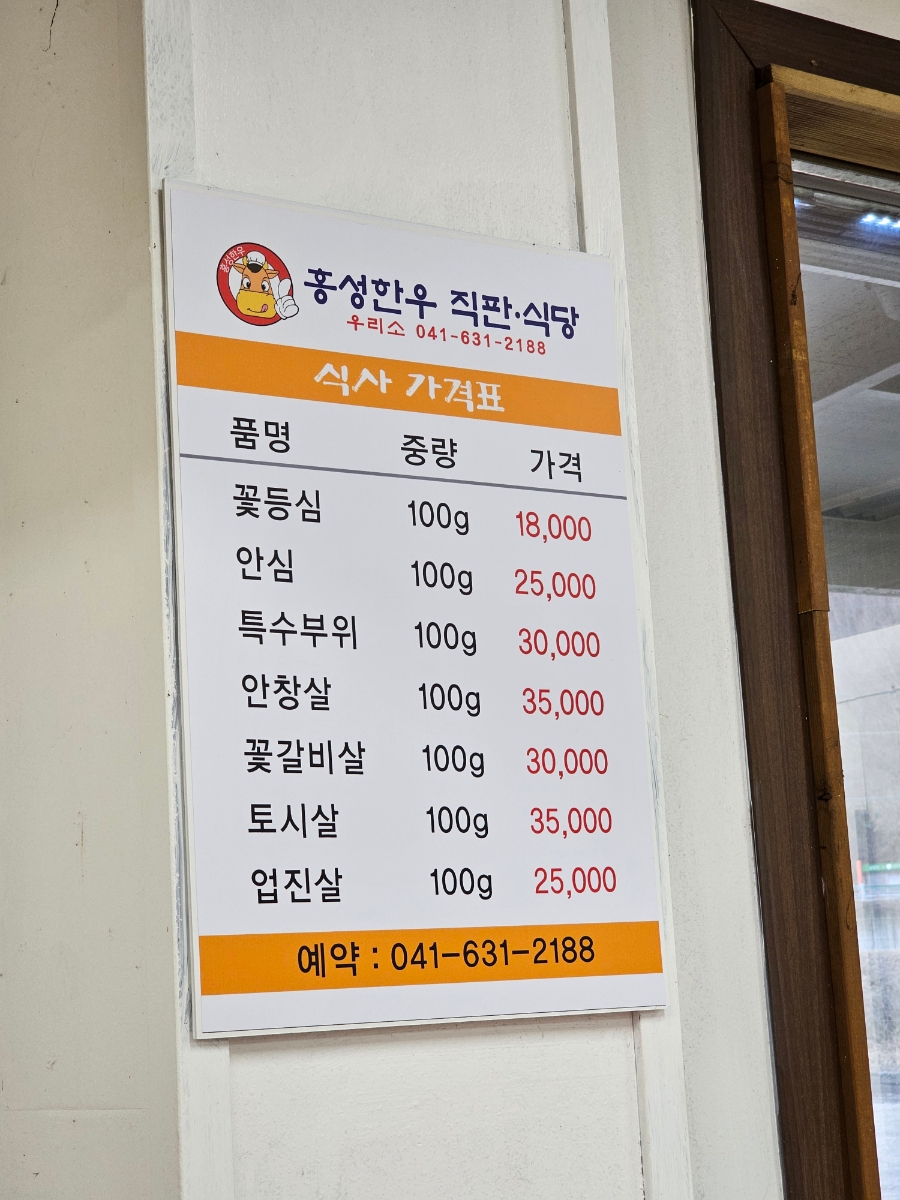 홍성한우
홍성한우 직판·식당
우리소 041-631-2188
식사 가격표
품명 중량 가격
꽃등심 100g 18,000
안심 100g 25,000
특수부위 100g 30,000
안창살 100g 35,000
꽃갈비살 100g 30,000
토시살 100g 35,000
업진살 100g 25,000
예약 : 041-631-2188